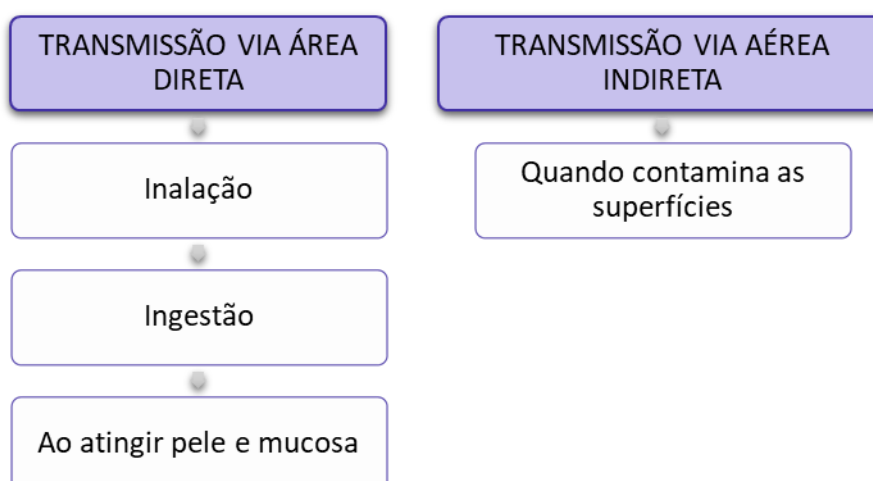 TRANSMISSÃO VIA ÁREA
DIRETA
Inalação
Ingestão
Ao atingir pele e mucosa
TRANSMISSÃO VIA AÉREA
INDIRETA
Quando contamina as
superfícies